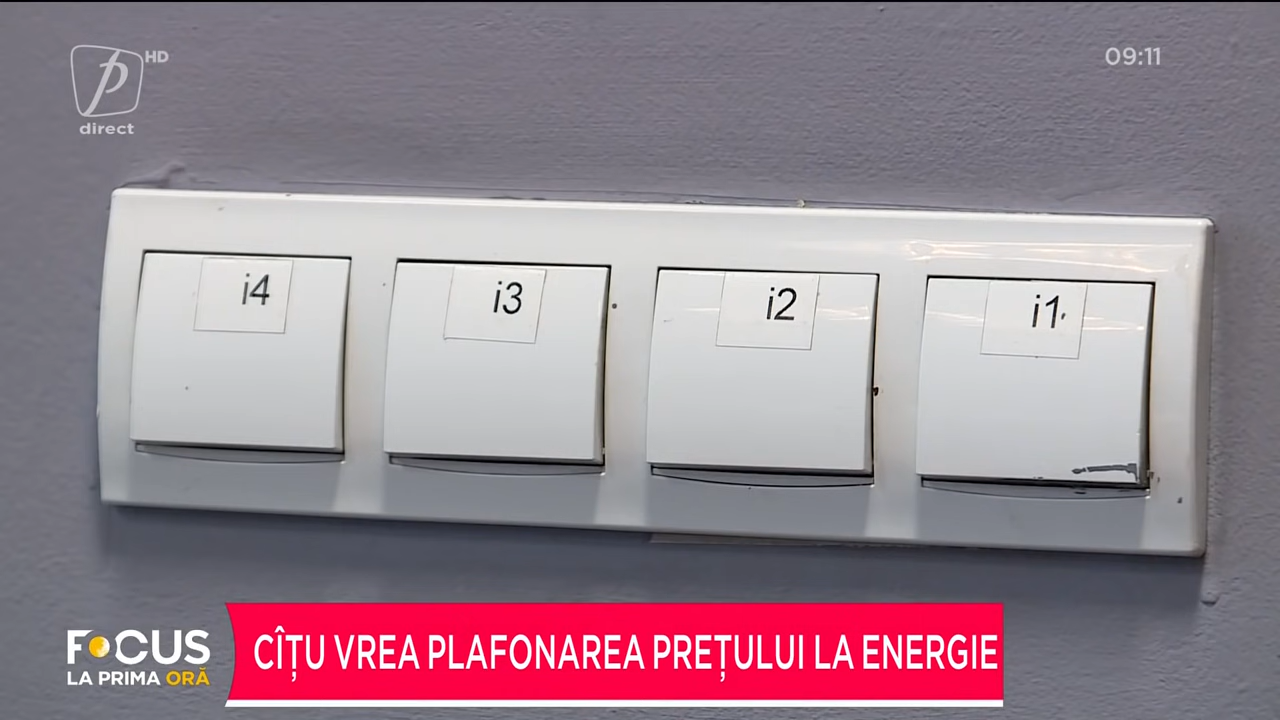 HD
direct
09:11
i4
i3
i2
i1
FOCUS
LA PRIMA ORĂ
CÎȚU VREA PLAFONAREA PREȚULUI LA ENERGIE